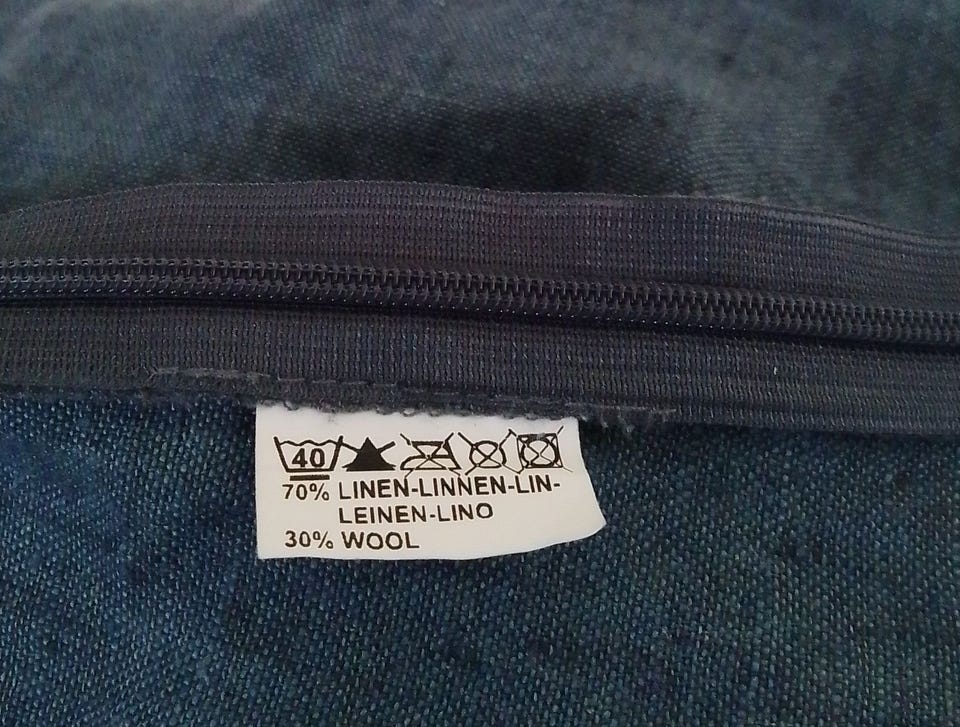 40
70% LINEN-LINNEN-LIN-
LEINEN-LINO
30% WOOL